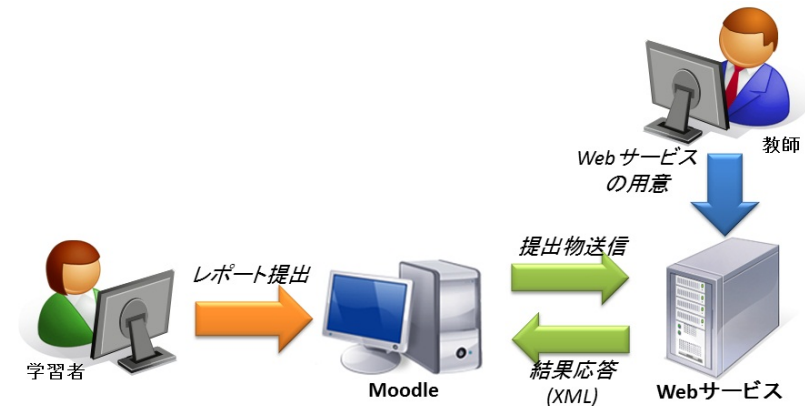 教師
Webサービス
の用意
提出物送信
レポート提出
学習者
Moodle
結果応答
(XML)
Webサービス